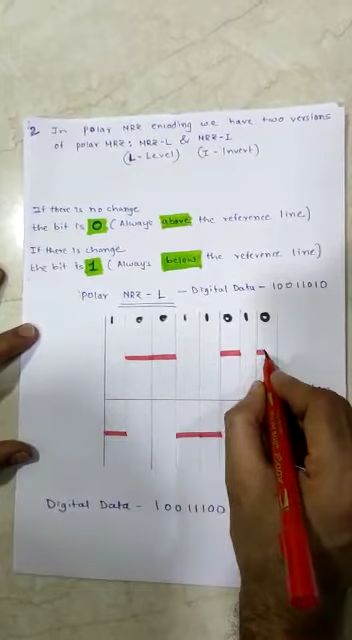 2 In polar NRZ encoding we have two versions
of polar NRZ: NRZ-L & NRZ-I
(L-Level) (I-Invert)
If there is no change
the bit is 0 (Always above the reference line)
If there is change
the bit is 1 (Always below the reference line)
Polar NRZ-L - Digital Data - 10011010
1 0 0 1 1 0 1 0
Digital Data - 10011100